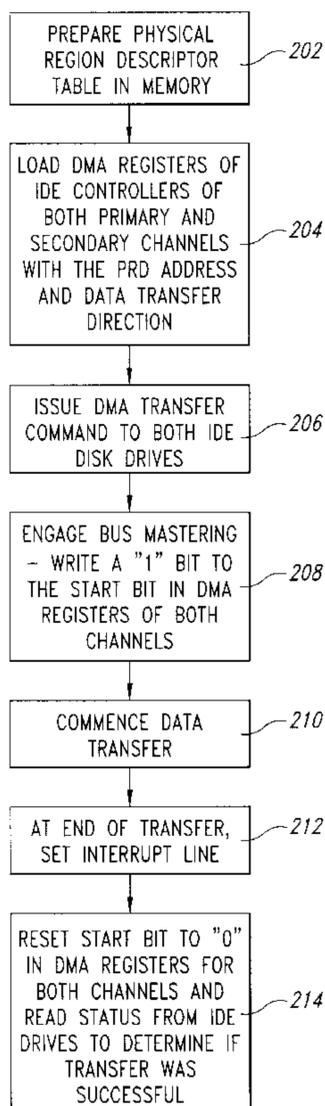 PREPARE PHYSICAL
REGION DESCRIPTOR
TABLE IN MEMORY
202
LOAD DMA REGISTERS OF
IDE CONTROLLERS OF
BOTH PRIMARY AND
SECONDARY CHANNELS
WITH THE PRD ADDRESS
AND DATA TRANSFER
DIRECTION
204
ISSUE DMA TRANSFER
COMMAND TO BOTH IDE
DISK DRIVES
206
ENGAGE BUS MASTERING
- WRITE A "1" BIT TO
THE START BIT IN DMA
REGISTERS OF BOTH
CHANNELS
208
COMMENCE DATA
TRANSFER
210
AT END OF TRANSFER,
SET INTERRUPT LINE
212
RESET START BIT TO "0"
IN DMA REGISTERS FOR
BOTH CHANNELS AND
READ STATUS FROM IDE
DRIVES TO DETERMINE IF
TRANSFER WAS
SUCCESSFUL
214